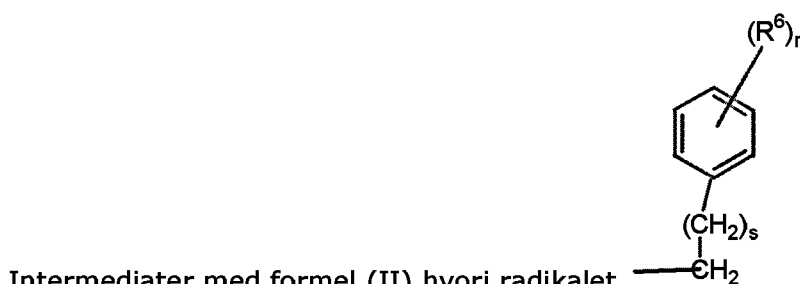 (R⁶)r
(CH₂)s
Intermediater med formel (II) hvori radikalet
CH₂